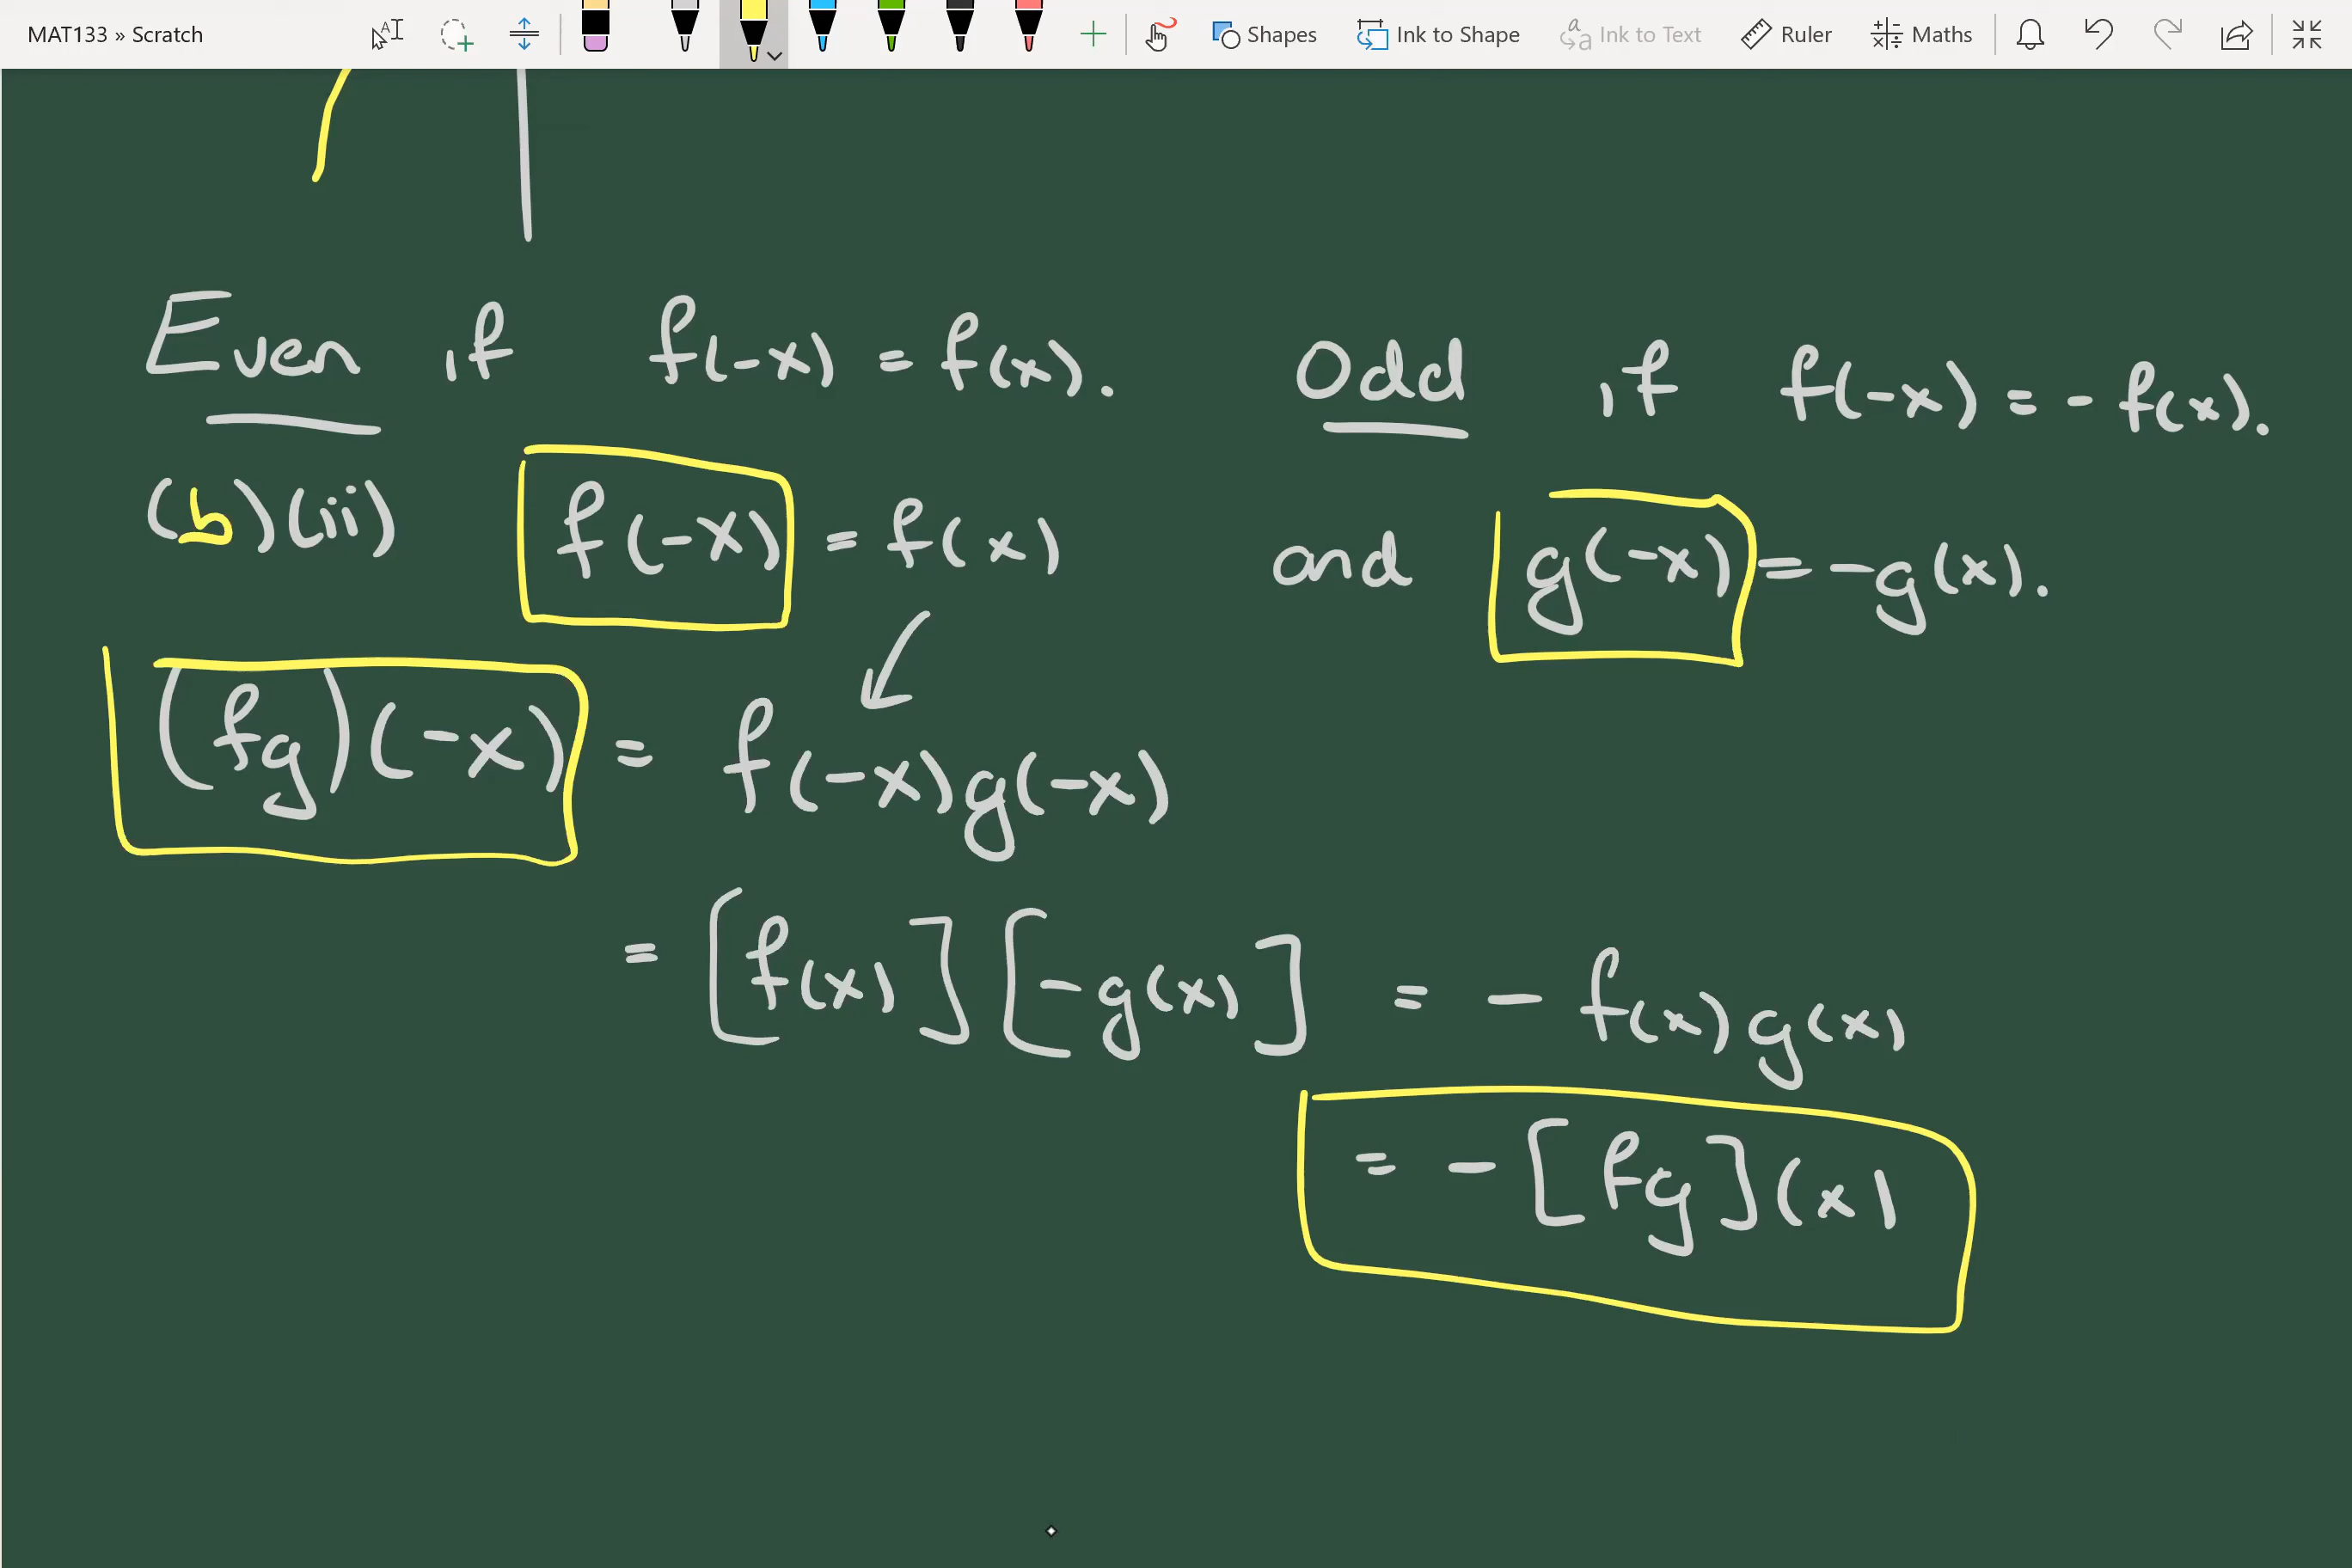 MAT133 » Scratch Shapes Ink to Shape Ink to Text Ruler Maths
Even if f(-x) = f(x). Odd if f(-x) = - f(x).
(b)(ii) f(-x) = f(x) and g(-x) = -g(x).
(fg)(-x) = f(-x)g(-x)
= [f(x)][-g(x)] = - f(x)g(x)
= - [fg](x)